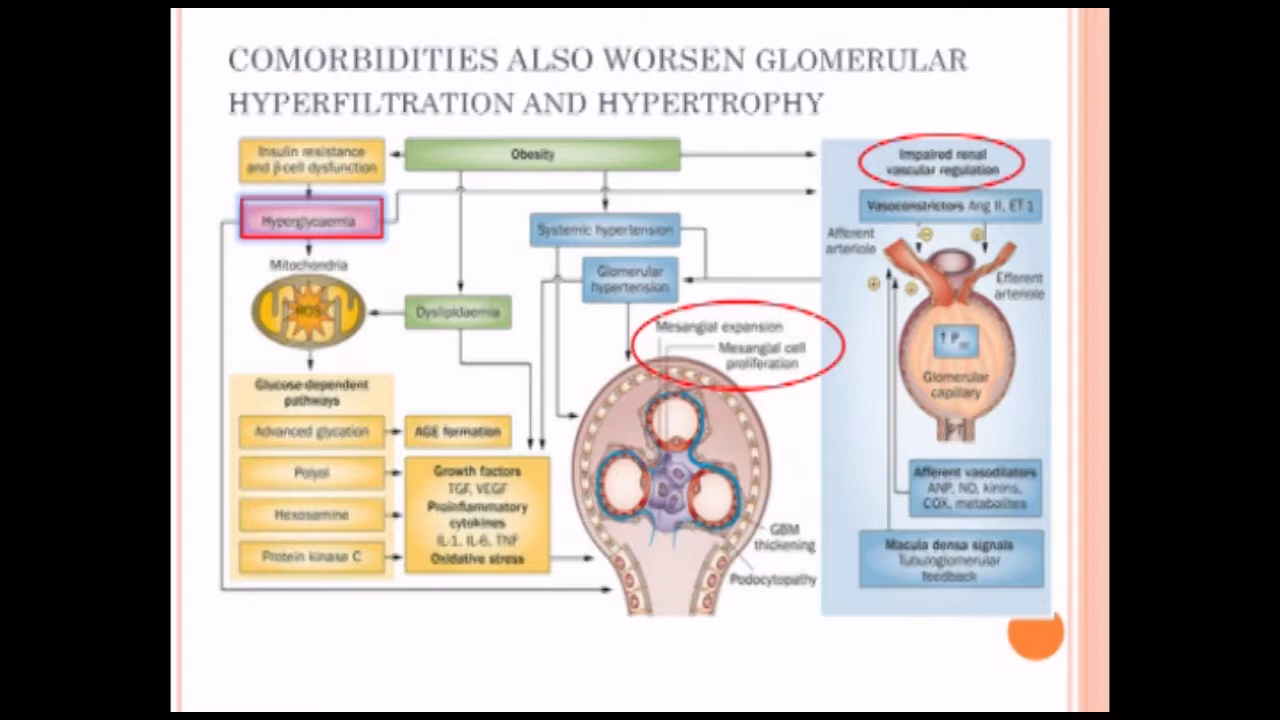 COMORBIDITIES ALSO WORSEN GLOMERULAR
HYPERFILTRATION AND HYPERTROPHY
Insulin resistance
and β-cell dysfunction
Obesity
Impaired renal
vascular regulation
Hyperglycaemia
Vasoconstrictors Ang II, ET 1
Systemic hypertension
Afferent
arteriole
Mitochondria
Glomerular
hypertension
Efferent
arteriole
ROS
Dyslipidaemia
Mesangial expansion
Mesangial cell
proliferation
↑ P
Glomerular
capillary
Glucose dependent
pathways
Advanced glycation
AGE formation
PT
Polyol
Growth factors
TGF, VEGF
Proinflammatory
cytokines
IL-1, IL-6, TNF
Oxidative stress
Hexosamine
Protein kinase C
Afferent vasodilators
ANP, NO, kinins,
COX, metabolites
GBM
thickening
Podocytopathy
Macula densa signals
Tubuloglomerular
feedback